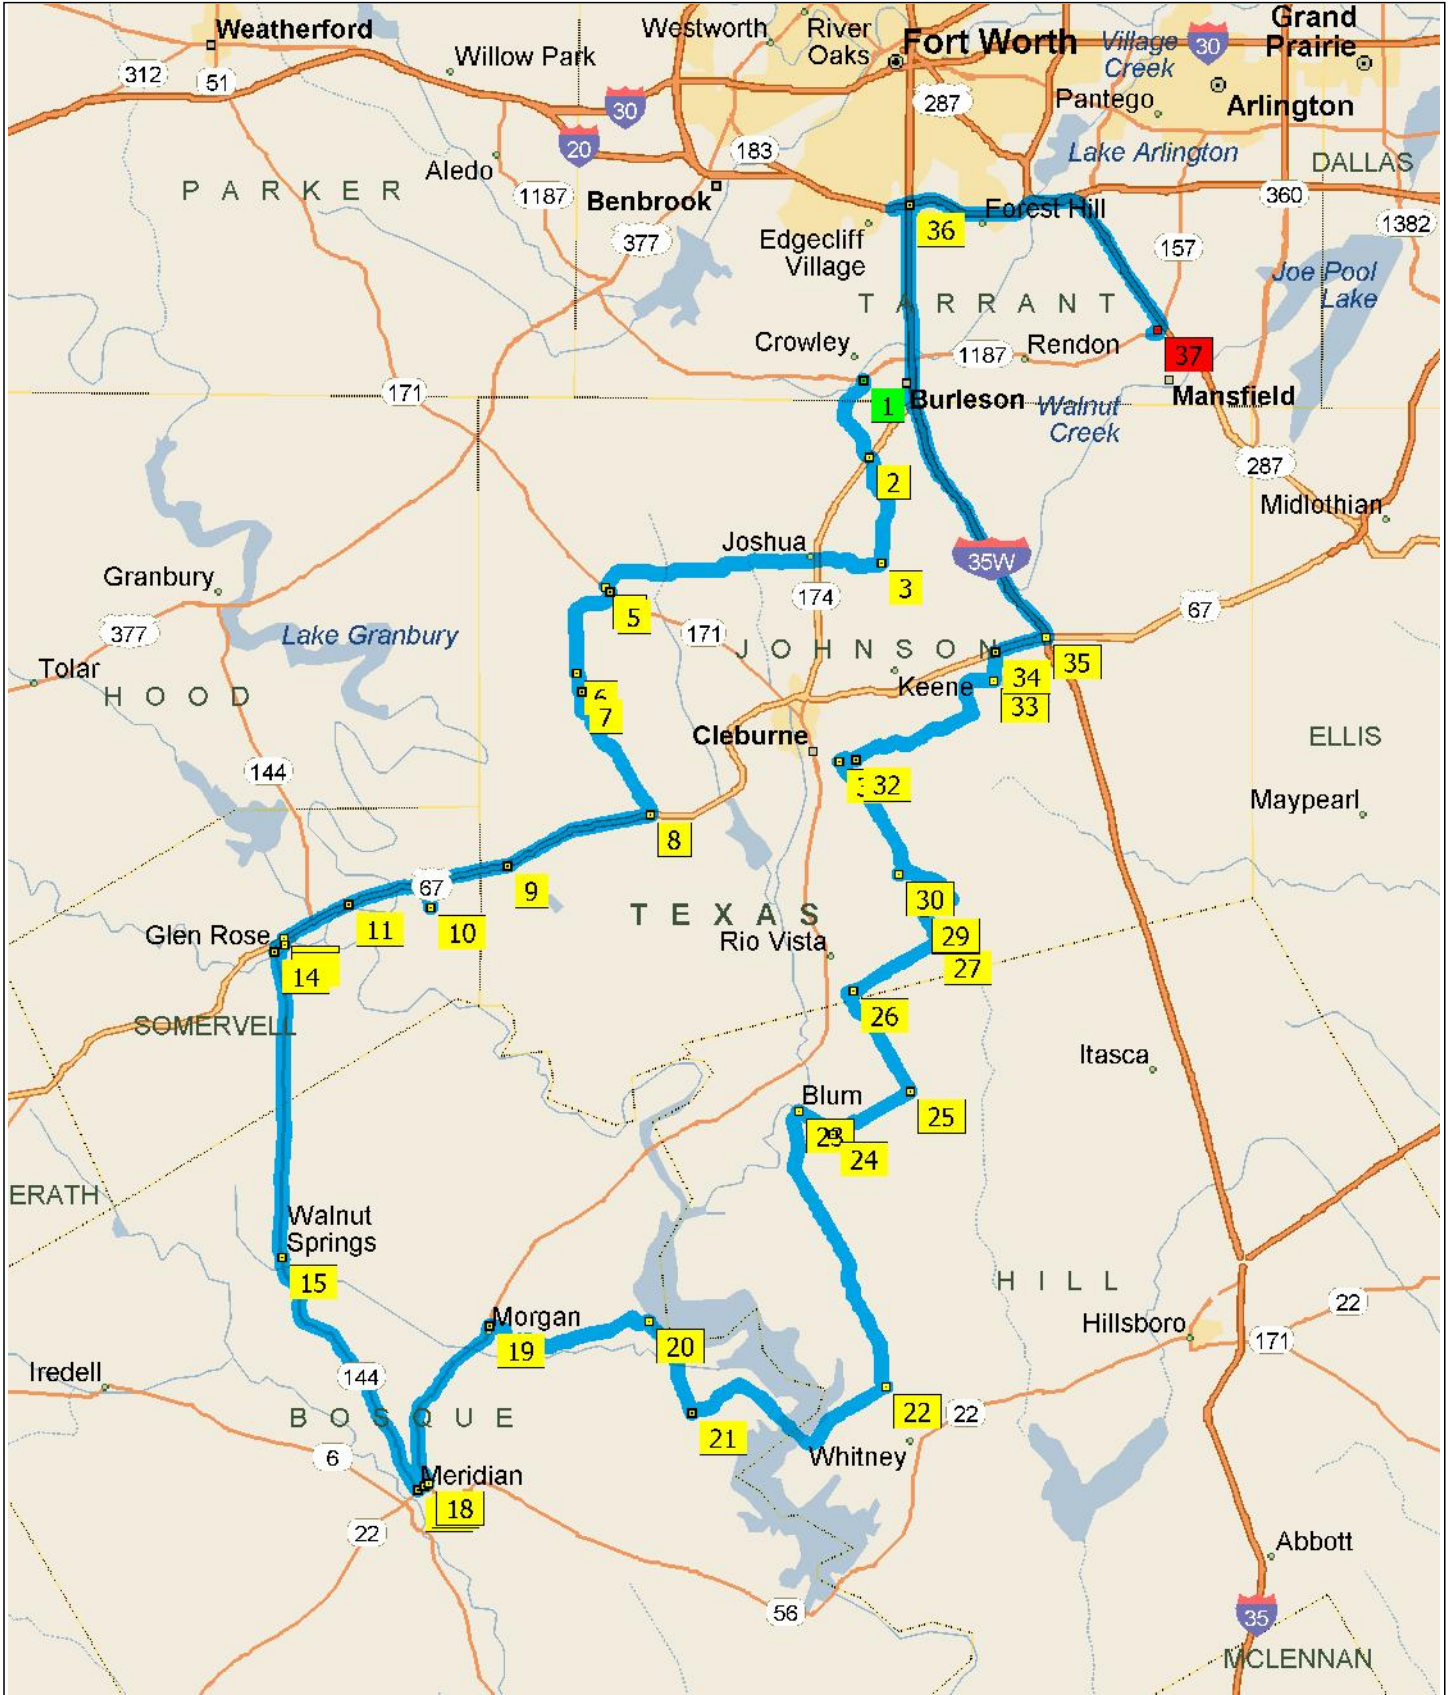 Weatherford
Westworth
River
Oaks
Fort Worth
Village
Creek
30
Grand
Prairie
312
51
Willow Park
287
Pantego
Arlington
30
20
183
Lake Arlington
DALLAS
Aledo
PARKER
1187
Benbrook
360
1382
377
36
Forest Hill
Edgecliff
Village
157
Joe Pool
Lake
TARRANT
Crowley
1187
Rendon
37
171
1
Burleson
Walnut
Creek
Mansfield
287
2
Midlothian
Joshua
35W
3
Granbury
174
5
67
377
Lake Granbury
171
JOHNSON
35
Tolar
HOOD
6
7
Keene
34
33
Cleburne
ELLIS
144
32
Maypearl
8
67
9
30
11
10
TEXAS
Glen Rose
Rio Vista
29
27
14
SOMERVELL
26
Itasca
Blum
25
23
24
ERATH
Walnut
Springs
15
HILL
22
Morgan
19
20
Hillsboro
171
Iredell
144
BOSQUE
21
22
22
Whitney
6
Meridian
18
22
Abbott
56
35
MCLENNAN